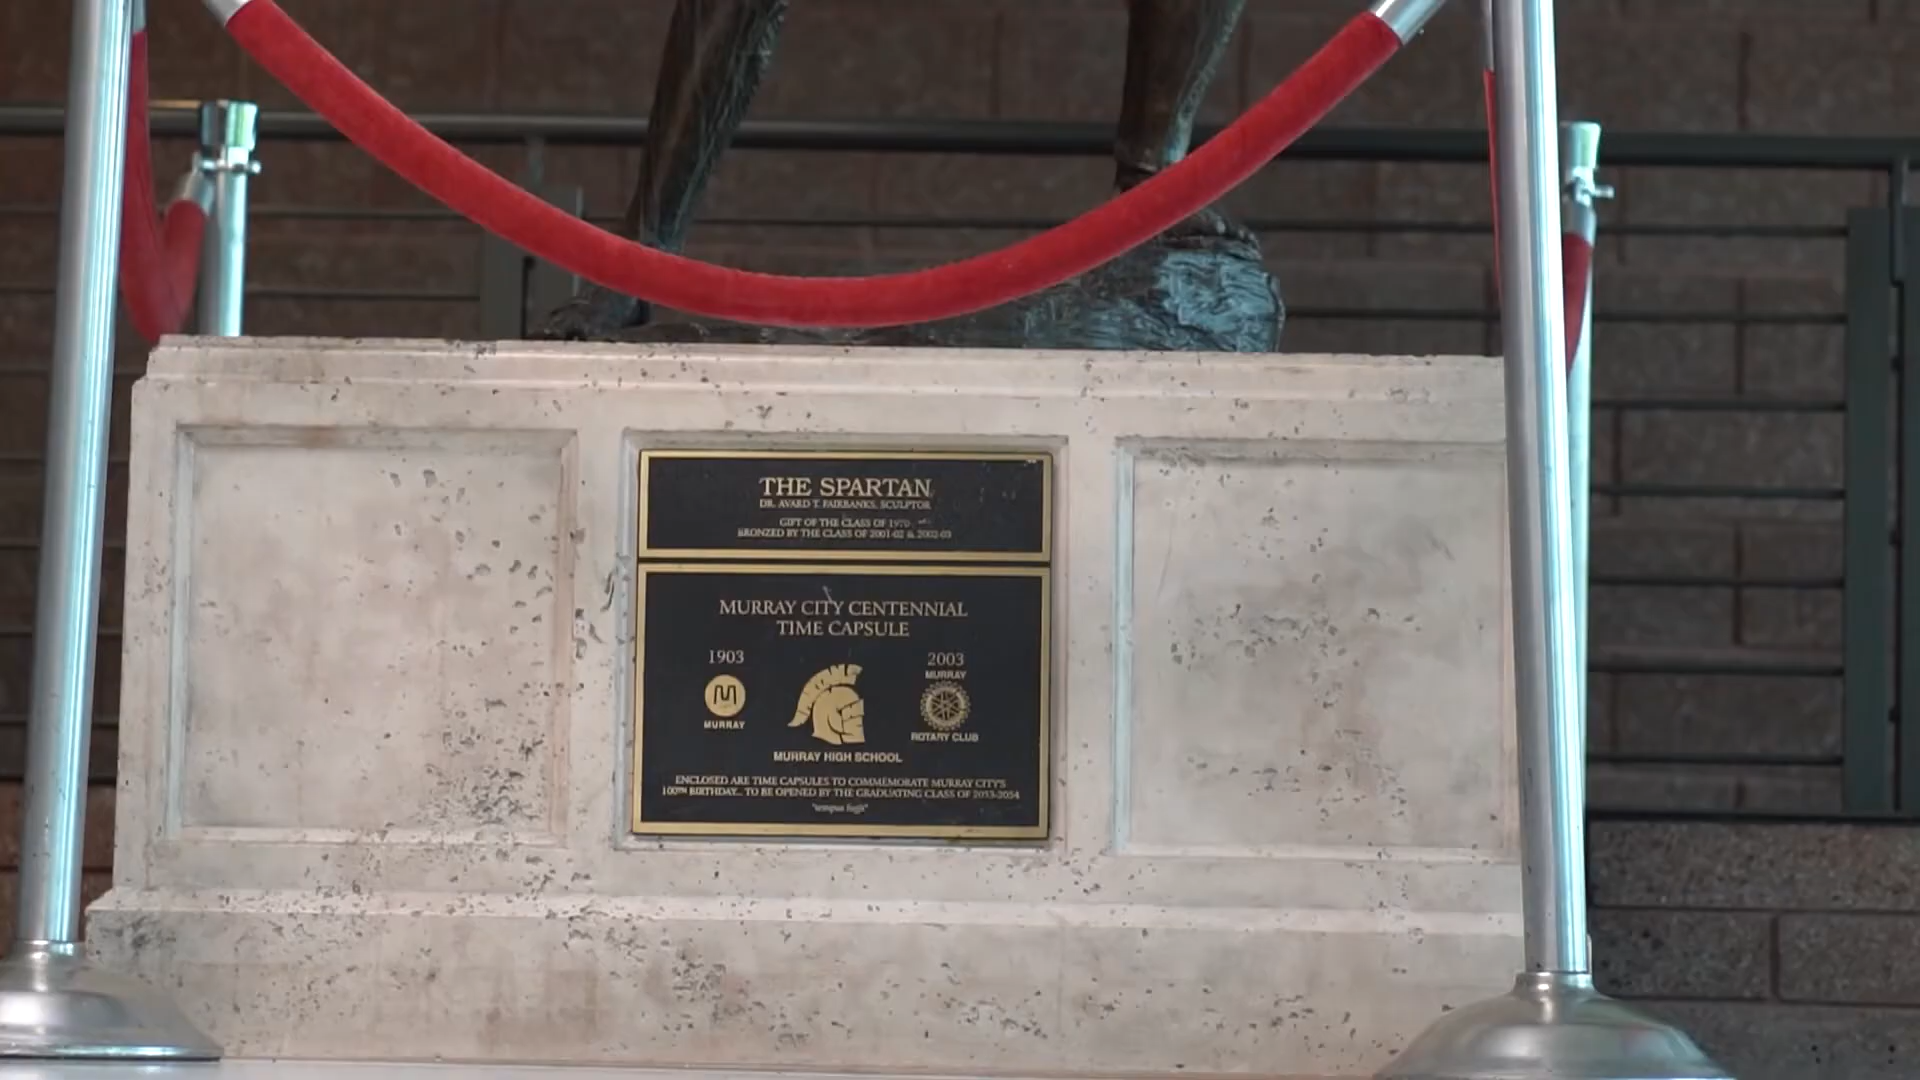 THE SPARTAN
DR. AVARD T. FAIRBANKS, SCULPTOR
GIFT OF THE CLASS OF 1970
BRONZED BY THE CLASS OF 2001-02 & 2002-03
MURRAY CITY CENTENNIAL
TIME CAPSULE
1903
2003
MURRAY
MURRAY
ROTARY CLUB
MURRAY HIGH SCHOOL
ENCLOSED ARE TIME CAPSULES TO COMMEMORATE MURRAY CITY'S
100TH BIRTHDAY... TO BE OPENED BY THE GRADUATING CLASS OF 2053-2054
"tempus fugit"